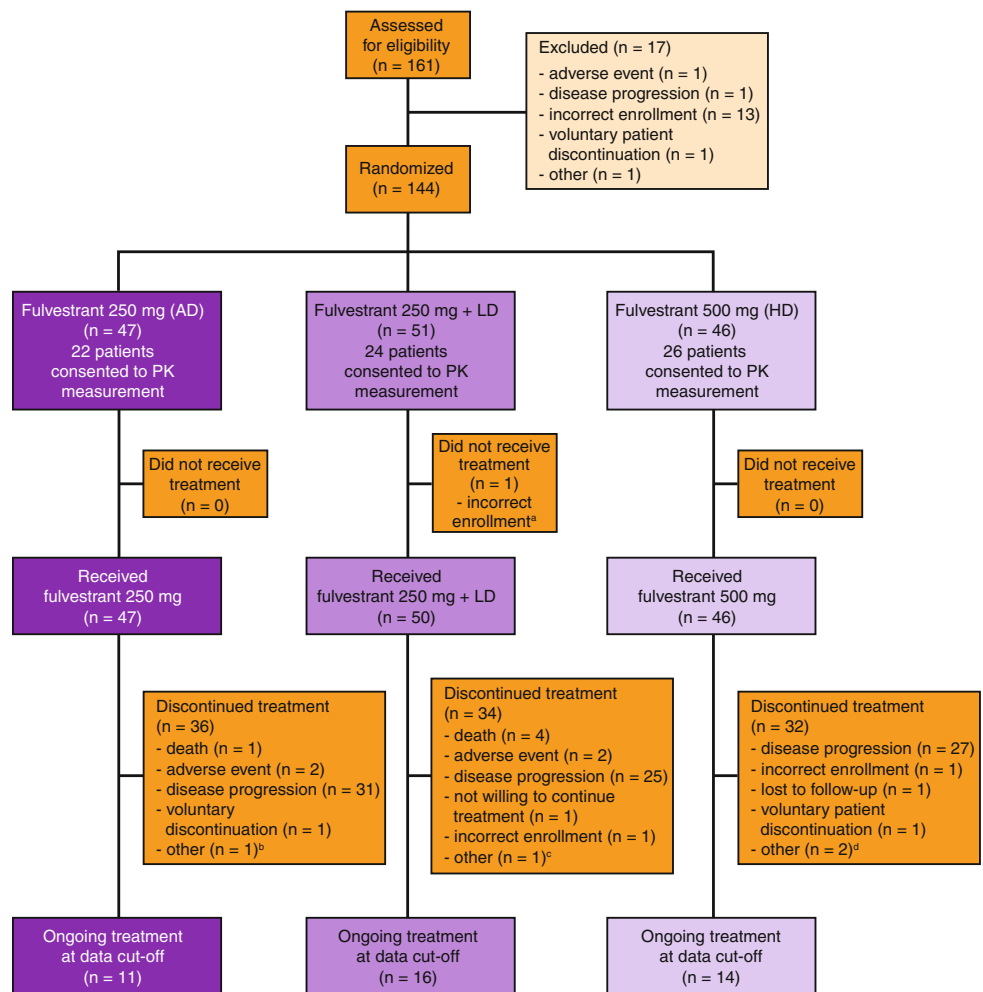 Assessed
for eligibility
(n = 161)
Excluded (n = 17)
- adverse event (n = 1)
- disease progression (n = 1)
- incorrect enrollment (n = 13)
- voluntary patient
discontinuation (n = 1)
- other (n = 1)
Randomized
(n = 144)
Fulvestrant 250 mg (AD)
(n = 47)
22 patients
consented to PK
measurement
Fulvestrant 250 mg + LD
(n = 51)
24 patients
consented to PK
measurement
Fulvestrant 500 mg (HD)
(n = 46)
26 patients
consented to PK
measurement
Did not receive
treatment
(n = 0)
Did not receive
treatment
(n = 1)
- incorrect
enrollmentᵃ
Did not receive
treatment
(n = 0)
Received
fulvestrant 250 mg
(n = 47)
Received
fulvestrant 250 mg + LD
(n = 50)
Received
fulvestrant 500 mg
(n = 46)
Discontinued treatment
(n = 36)
- death (n = 1)
- adverse event (n = 2)
- disease progression (n = 31)
- voluntary
discontinuation (n = 1)
- other (n = 1)ᵇ
Discontinued treatment
(n = 34)
- death (n = 4)
- adverse event (n = 2)
- disease progression (n = 25)
- not willing to continue
treatment (n = 1)
- incorrect enrollment (n = 1)
- other (n = 1)ᶜ
Discontinued treatment
(n = 32)
- disease progression (n = 27)
- incorrect enrollment (n = 1)
- lost to follow-up (n = 1)
- voluntary patient
discontinuation (n = 1)
- other (n = 2)ᵈ
Ongoing treatment
at data cut-off
(n = 11)
Ongoing treatment
at data cut-off
(n = 16)
Ongoing treatment
at data cut-off
(n = 14)